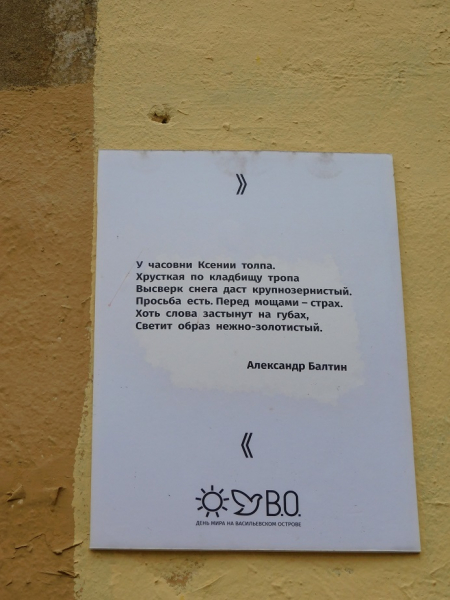 》
У часовни Ксении толпа.
Хрусткая по кладбищу тропа
Высверк снега даст крупнозернистый.
Просьба есть. Перед мощами – страх.
Хоть слова застынут на губах,
Светит образ нежно-золотистый.
Александр Балтин
《
В.О.
ДЕНЬ МИРА НА ВАСИЛЬЕВСКОМ ОСТРОВЕ